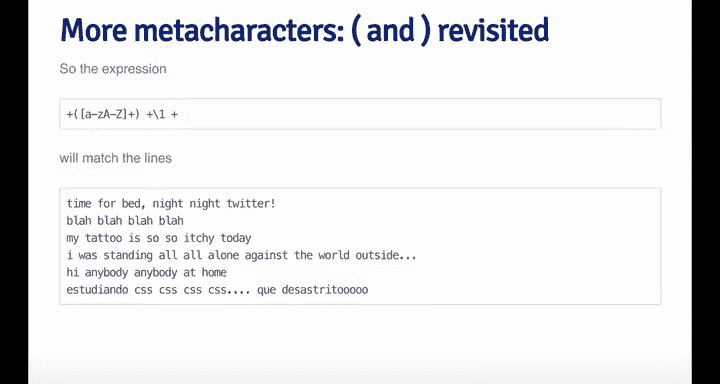 More metacharacters: ( and ) revisited
So the expression
+([a-zA-Z]+) +\1 +
will match the lines
time for bed, night night twitter!
blah blah blah blah
my tattoo is so so itchy today
i was standing all all alone against the world outside...
hi anybody anybody at home
estudiando css css css css.... que desastritooooo